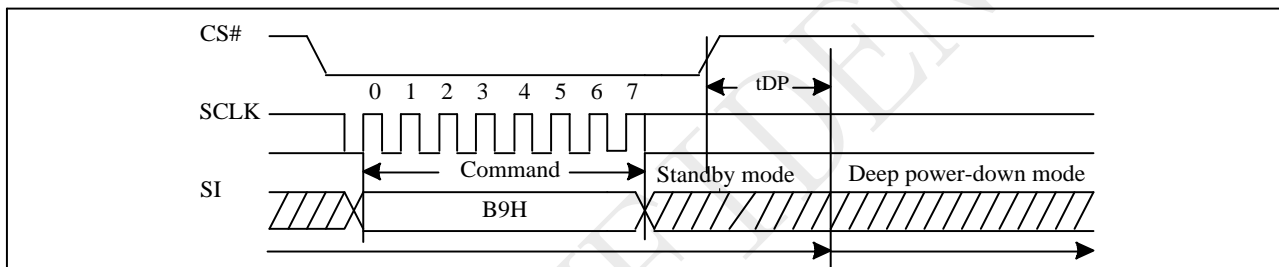 CS#
tDP
0 1 2 3 4 5 6 7
SCLK
Command
Standby mode
Deep power-down mode
SI
B9H